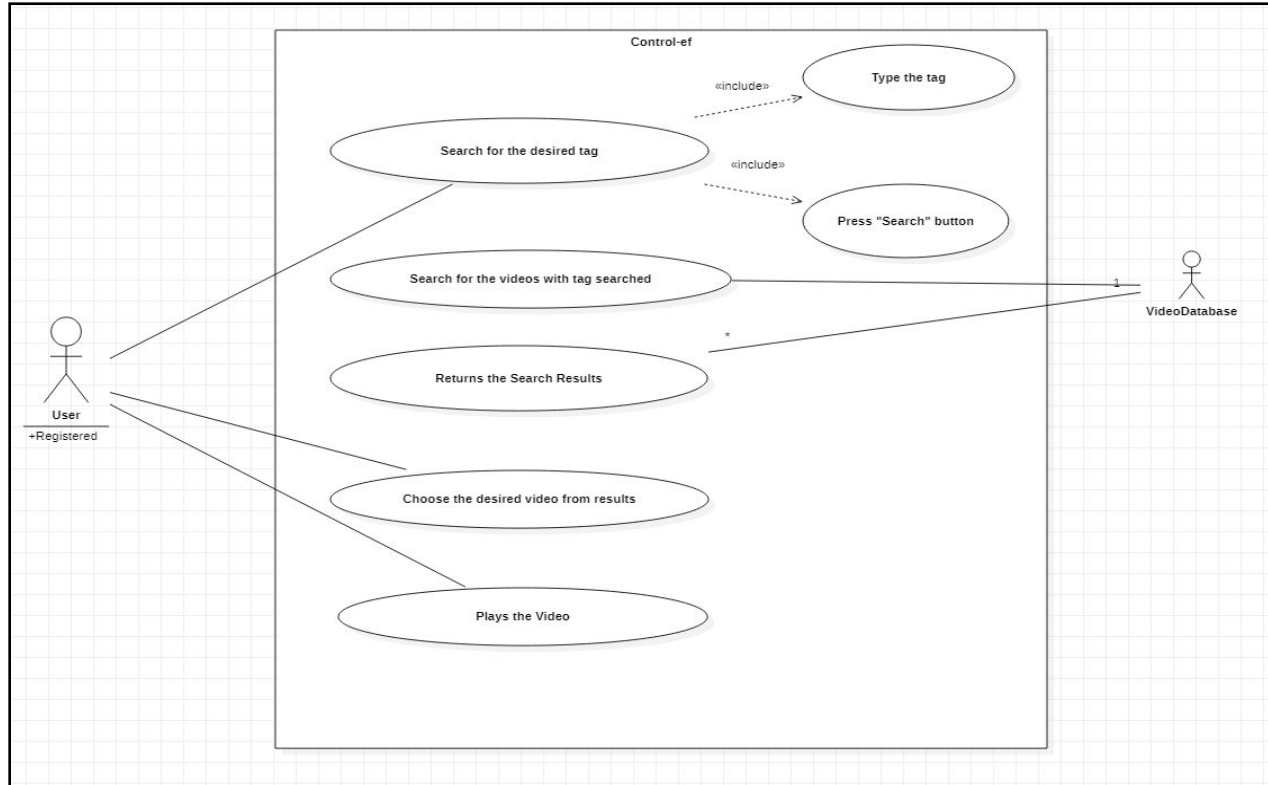 Control-ef
«include»
Type the tag
Search for the desired tag
«include»
Press "Search" button
Search for the videos with tag searched
1
VideoDatabase
*
Returns the Search Results
User
+Registered
Choose the desired video from results
Plays the Video